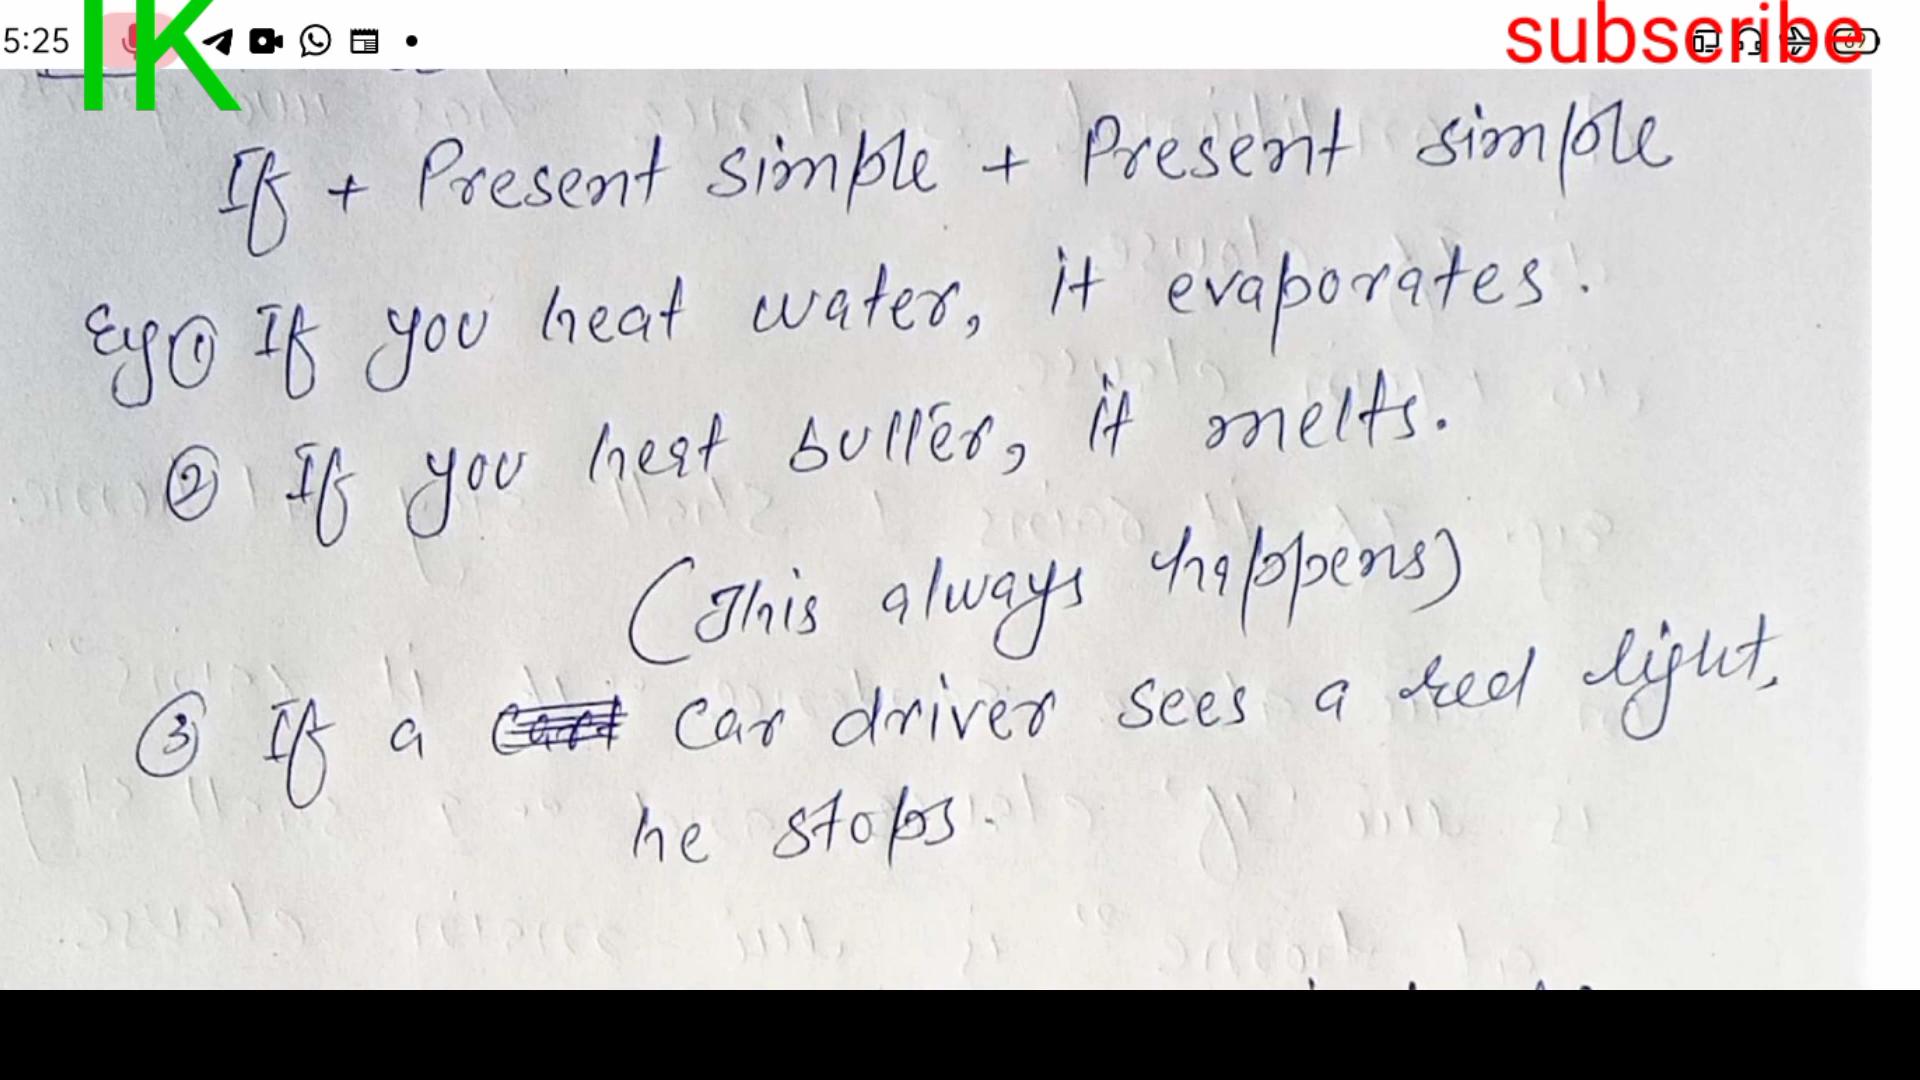 5:25 IK subscribe
If + Present simple + Present simple
Eg ① If you heat water, it evaporates.
② If you heat butter, it melts.
(This always happens)
③ If a car driver sees a red light,
he stops.